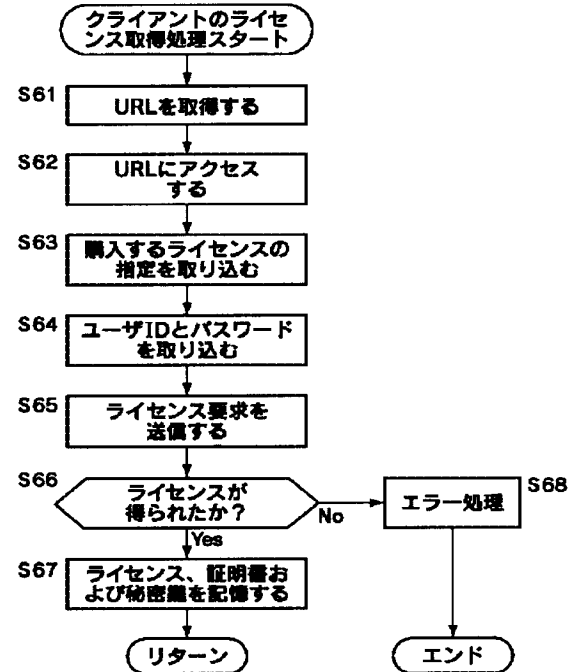 クライアントのライセ
ンス取得処理スタート
S61
URLを取得する
S62
URLにアクセス
する
S63
購入するライセンスの
指定を取り込む
S64
ユーザIDとパスワード
を取り込む
S65
ライセンス要求を
送信する
S66
ライセンスが
得られたか？
No
エラー処理
S68
Yes
S67
ライセンス、証明書お
よび秘密鍵を記憶する
リターン
エンド